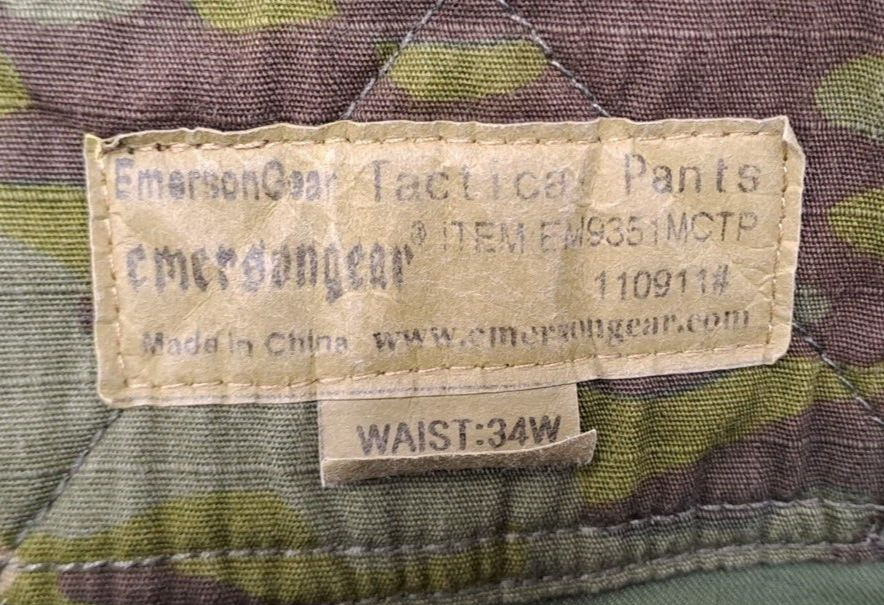 EmersonGear Tactical Pants
emersongear® ITEM EM9351MCTP
110911#
Made in China www.emersongear.com
WAIST:34W